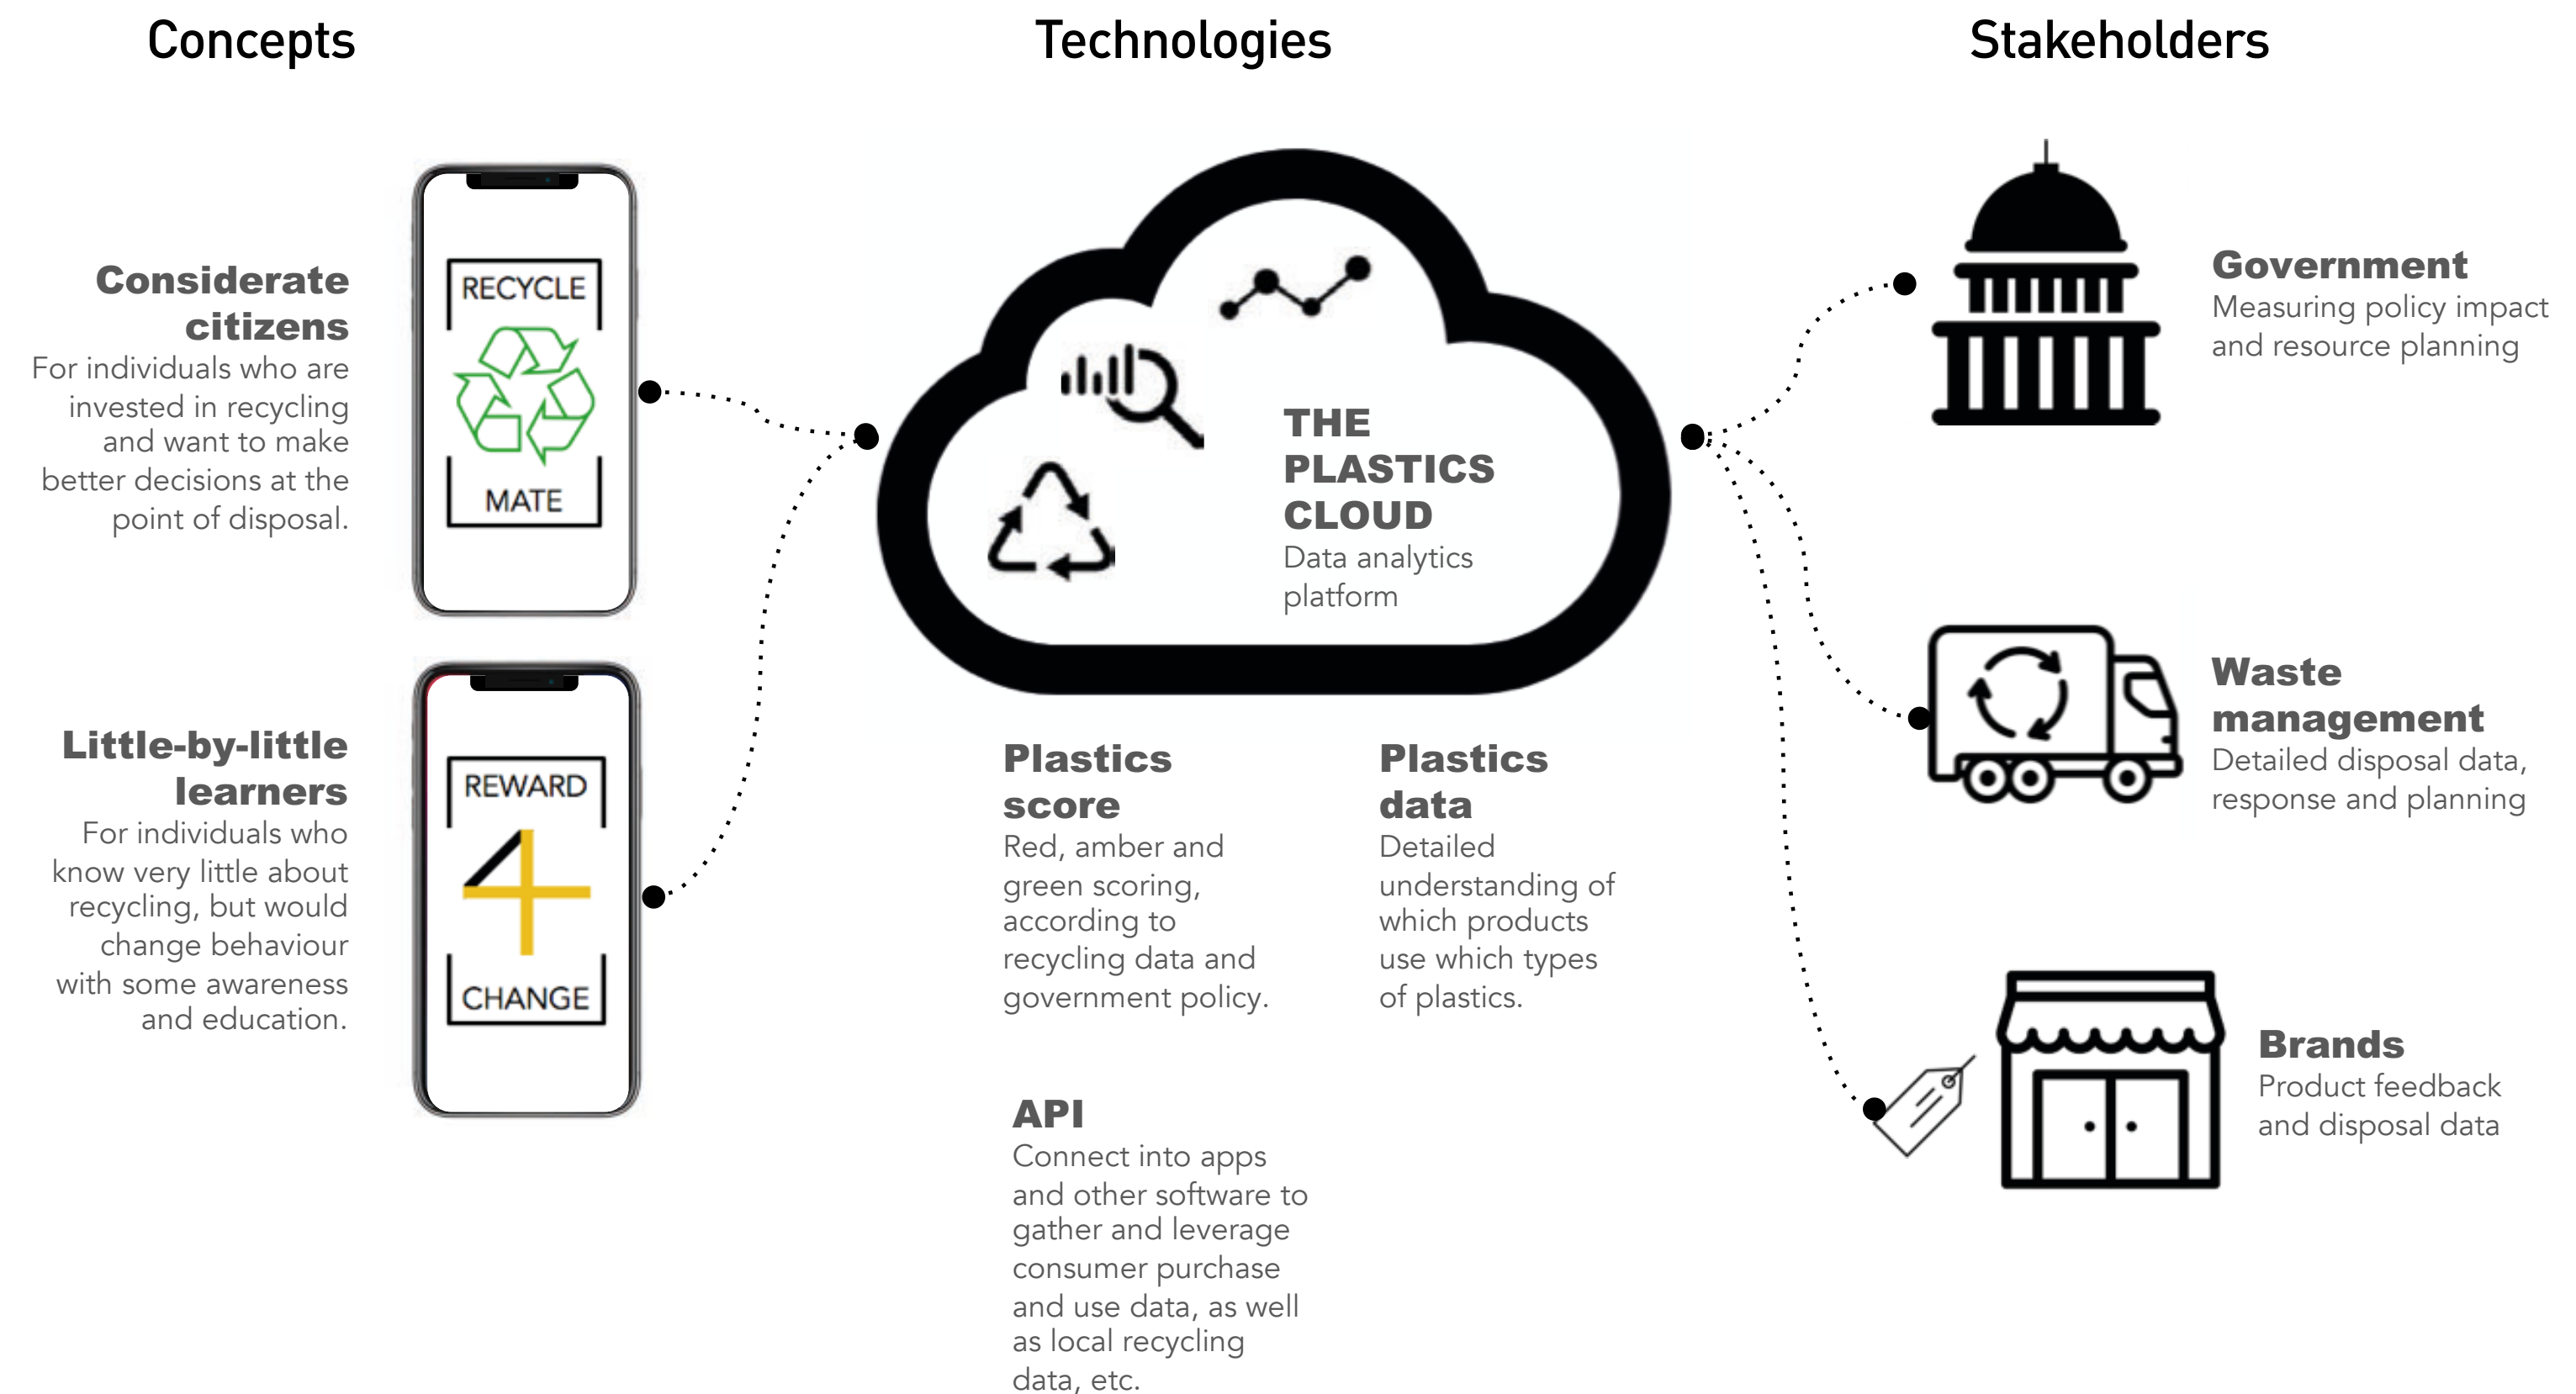 Concepts
Technologies
Stakeholders
Considerate
citizens
For individuals who are
invested in recycling
and want to make
better decisions at the
point of disposal.
RECYCLE
MATE
Little-by-little
learners
For individuals who
know very little about
recycling, but would
change behaviour
with some awareness
and education.
REWARD
4
CHANGE
THE
PLASTICS
CLOUD
Data analytics
platform
Plastics
score
Red, amber and
green scoring,
according to
recycling data and
government policy.
Plastics
data
Detailed
understanding of
which products
use which types
of plastics.
API
Connect into apps
and other software to
gather and leverage
consumer purchase
and use data, as well
as local recycling
data, etc.
Government
Measuring policy impact
and resource planning
Waste
management
Detailed disposal data,
response and planning
Brands
Product feedback
and disposal data